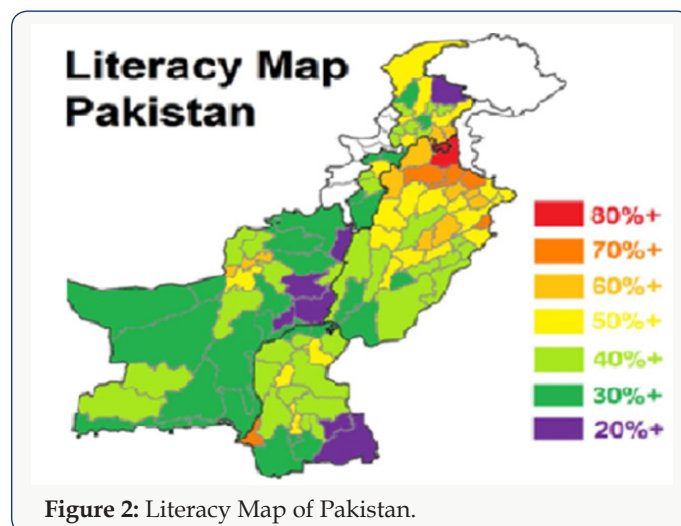 Literacy Map
Pakistan
80%+
70%+
60%+
50%+
40%+
30%+
20%+
Figure 2: Literacy Map of Pakistan.